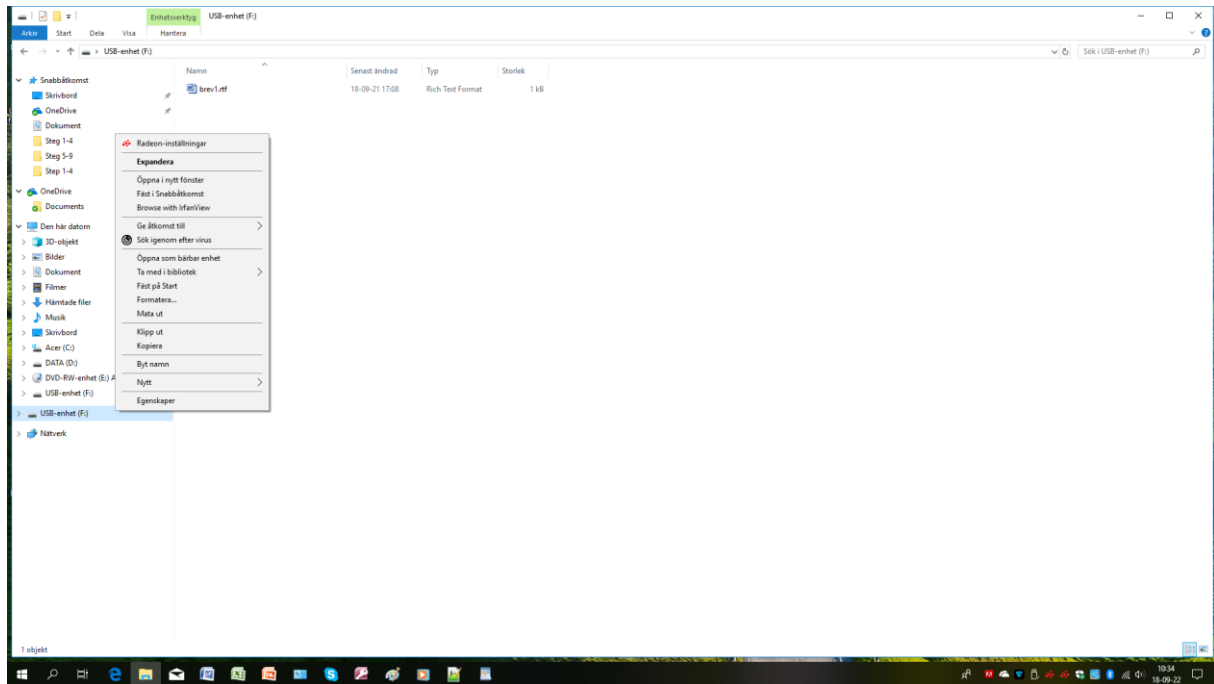 Enhetsverktyg USB-enhet (F:)
Arkiv Start Dela Visa Hantera
USB-enhet (F:) Sök i USB-enhet (F:)
Namn Senast ändrad Typ Storlek
brev1.rtf 18-09-21 17:08 Rich Text Format 1 kB
Snabbåtkomst
Skrivbord
OneDrive
Dokument
Steg 1-4
Steg 5-9
Step 1-4
OneDrive
Documents
Den här datorn
3D-objekt
Bilder
Dokument
Filmer
Hämtade filer
Musik
Skrivbord
Acer (C:)
DATA (D:)
DVD-RW-enhet (E:) A
USB-enhet (F:)
USB-enhet (F:)
Nätverk
Radeon-inställningar
Expandera
Öppna i nytt fönster
Fäst i Snabbåtkomst
Browse with IrfanView
Ge åtkomst till
Sök igenom efter virus
Öppna som bärbar enhet
Ta med i bibliotek
Fäst på Start
Formatera...
Mata ut
Klipp ut
Kopiera
Byt namn
Nytt
Egenskaper
1 objekt
10:34
18-09-22